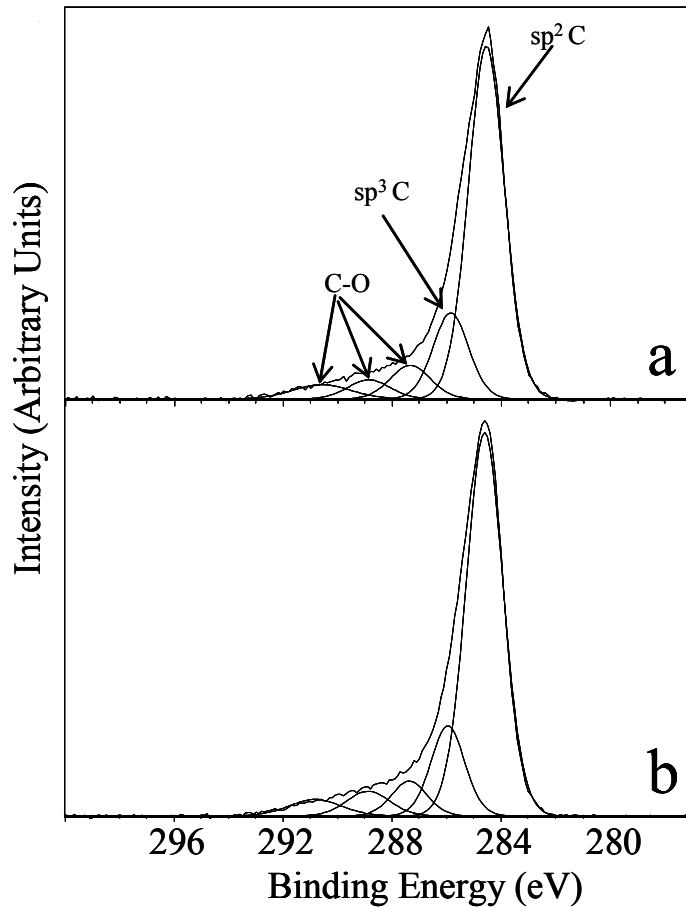 sp² C
sp³ C
C-O
a
b
Intensity (Arbitrary Units)
296 292 288 284 280
Binding Energy (eV)